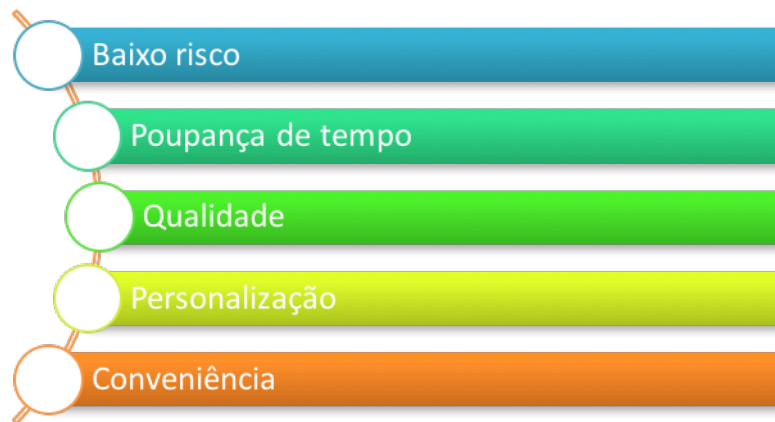 Baixo risco
Poupança de tempo
Qualidade
Personalização
Conveniência